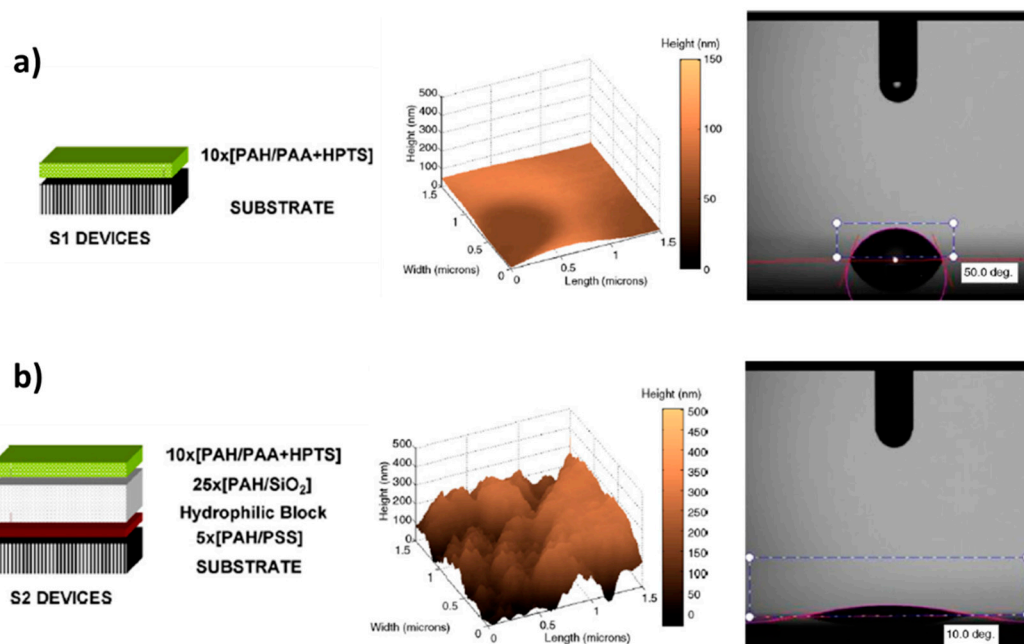 a)
10x[PAH/PAA+HPTS]
SUBSTRATE
S1 DEVICES
Height (nm)
500
400
300
200
100
0
1.5
1
0.5
0
Width (microns)
0
0.5
1
1.5
Length (microns)
Height (nm)
150
100
50
0
50.0 deg.
b)
10x[PAH/PAA+HPTS]
25x[PAH/SiO₂]
Hydrophilic Block
5x[PAH/PSS]
SUBSTRATE
S2 DEVICES
Height (nm)
500
400
300
200
100
0
1.5
1
0.5
0
Width (microns)
0
0.5
1
1.5
Length (microns)
Height (nm)
500
450
400
350
300
250
200
150
100
50
0
10.0 deg.